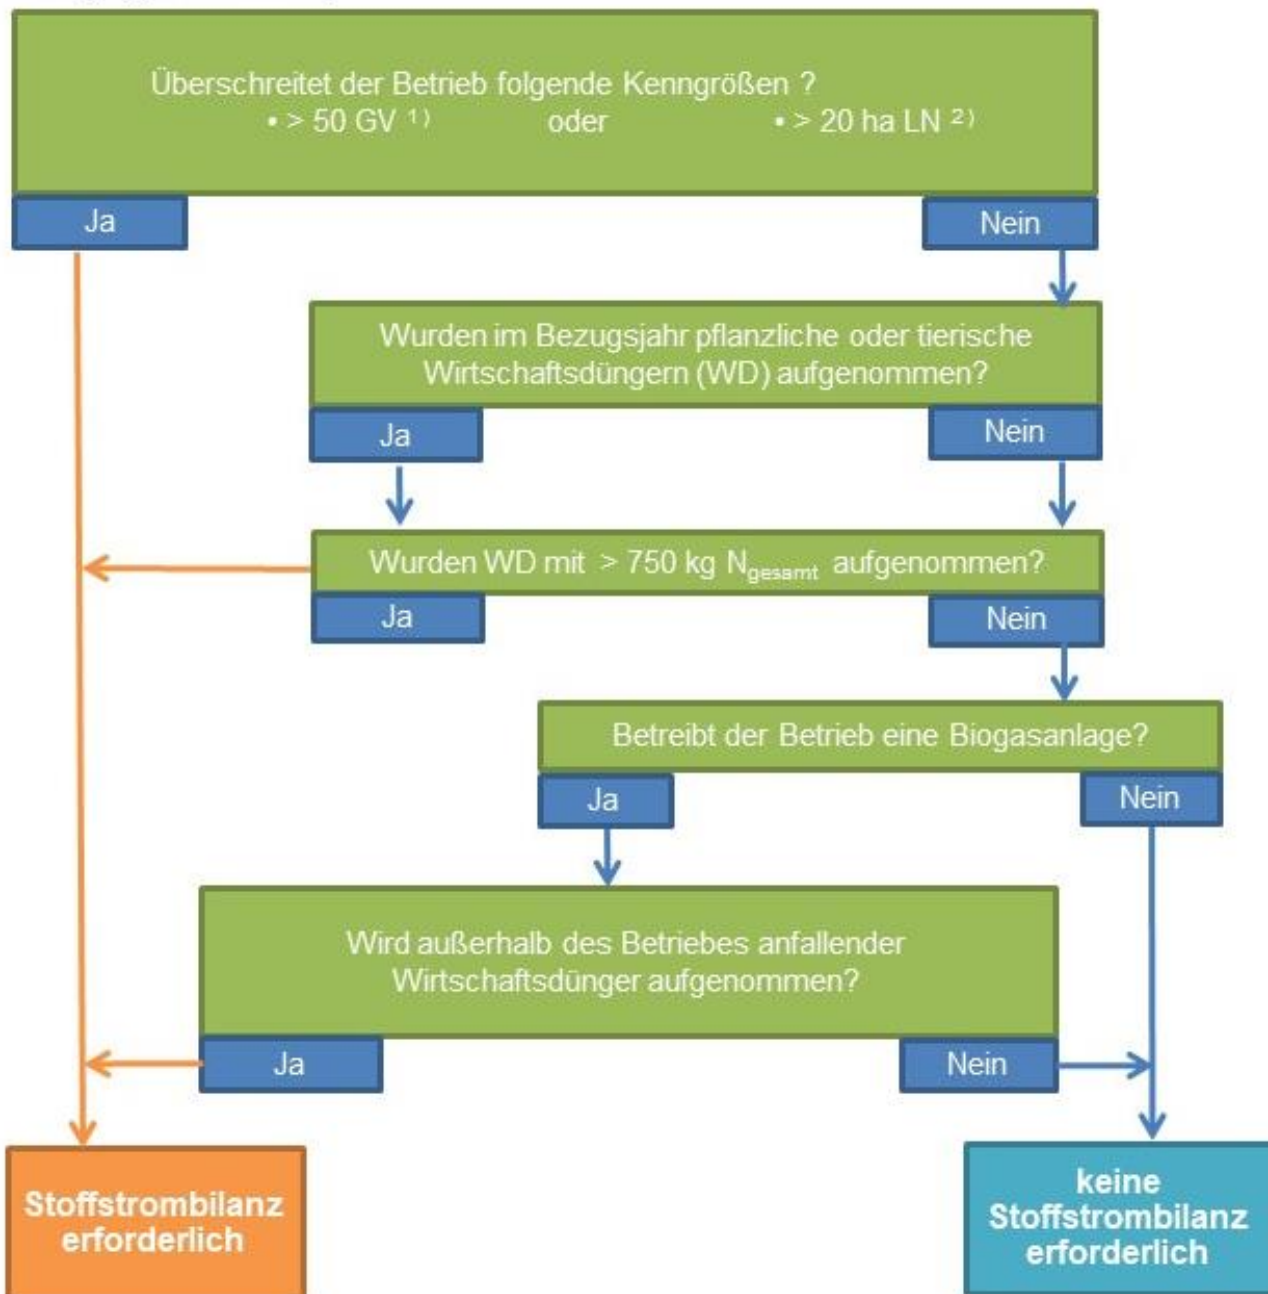 Überschreitet der Betrieb folgende Kenngrößen ?
• > 50 GV ¹⁾ oder • > 20 ha LN ²⁾
Ja
Nein
Wurden im Bezugsjahr pflanzliche oder tierische
Wirtschaftsdüngern (WD) aufgenommen?
Ja
Nein
Wurden WD mit > 750 kg Ngesamt aufgenommen?
Ja
Nein
Betreibt der Betrieb eine Biogasanlage?
Ja
Nein
Wird außerhalb des Betriebes anfallender
Wirtschaftsdünger aufgenommen?
Ja
Nein
Stoffstrombilanz
erforderlich
keine
Stoffstrombilanz
erforderlich